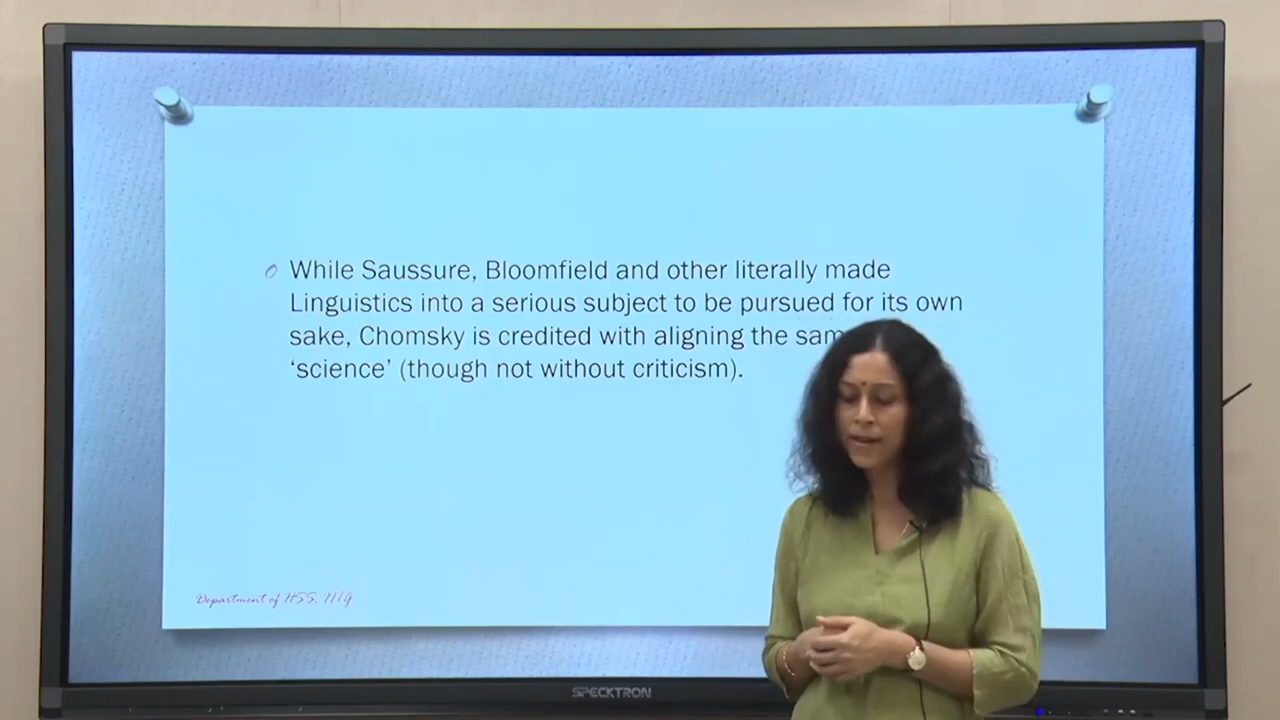 While Saussure, Bloomfield and other literally made
Linguistics into a serious subject to be pursued for its own
sake, Chomsky is credited with aligning the
'science' (though not without criticism).
Department of HSS, IITG
SPECKTRON